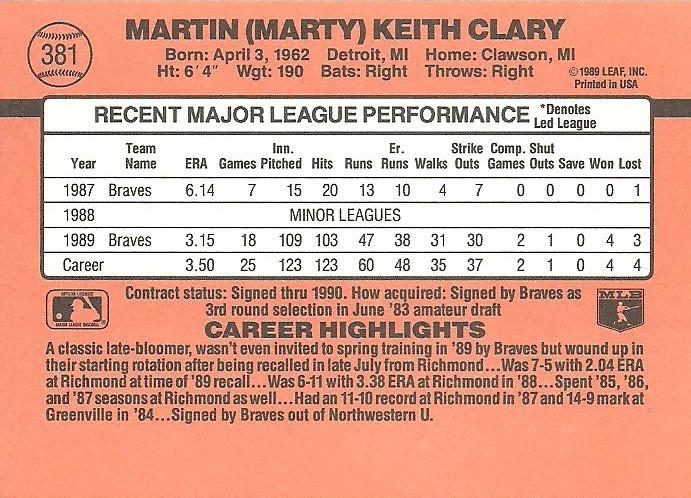 381
MARTIN (MARTY) KEITH CLARY
Born: April 3, 1962 Detroit, MI Home: Clawson, MI
Ht: 6'4" Wgt: 190 Bats: Right Throws: Right
©1989 LEAF, INC.
Printed in USA
RECENT MAJOR LEAGUE PERFORMANCE *Denotes
Led League
Team Inn. Er. Strike Comp. Shut
Year Name ERA Games Pitched Hits Runs Runs Walks Outs Games Outs Save Won Lost
1987 Braves 6.14 7 15 20 13 10 4 7 0 0 0 0 1
1988 MINOR LEAGUES
1989 Braves 3.15 18 109 103 47 38 31 30 2 1 0 4 3
Career 3.50 25 123 123 60 48 35 37 2 1 0 4 4
OFFICIAL LICENSEE
MAJOR LEAGUE BASEBALL
Contract status: Signed thru 1990. How acquired: Signed by Braves as
3rd round selection in June '83 amateur draft
MLB
CAREER HIGHLIGHTS
A classic late-bloomer, wasn't even invited to spring training in '89 by Braves but wound up in
their starting rotation after being recalled in late July from Richmond...Was 7-5 with 2.04 ERA
at Richmond at time of '89 recall...Was 6-11 with 3.38 ERA at Richmond in '88...Spent '85, '86,
and '87 seasons at Richmond as well...Had an 11-10 record at Richmond in '87 and 14-9 mark at
Greenville in '84...Signed by Braves out of Northwestern U.